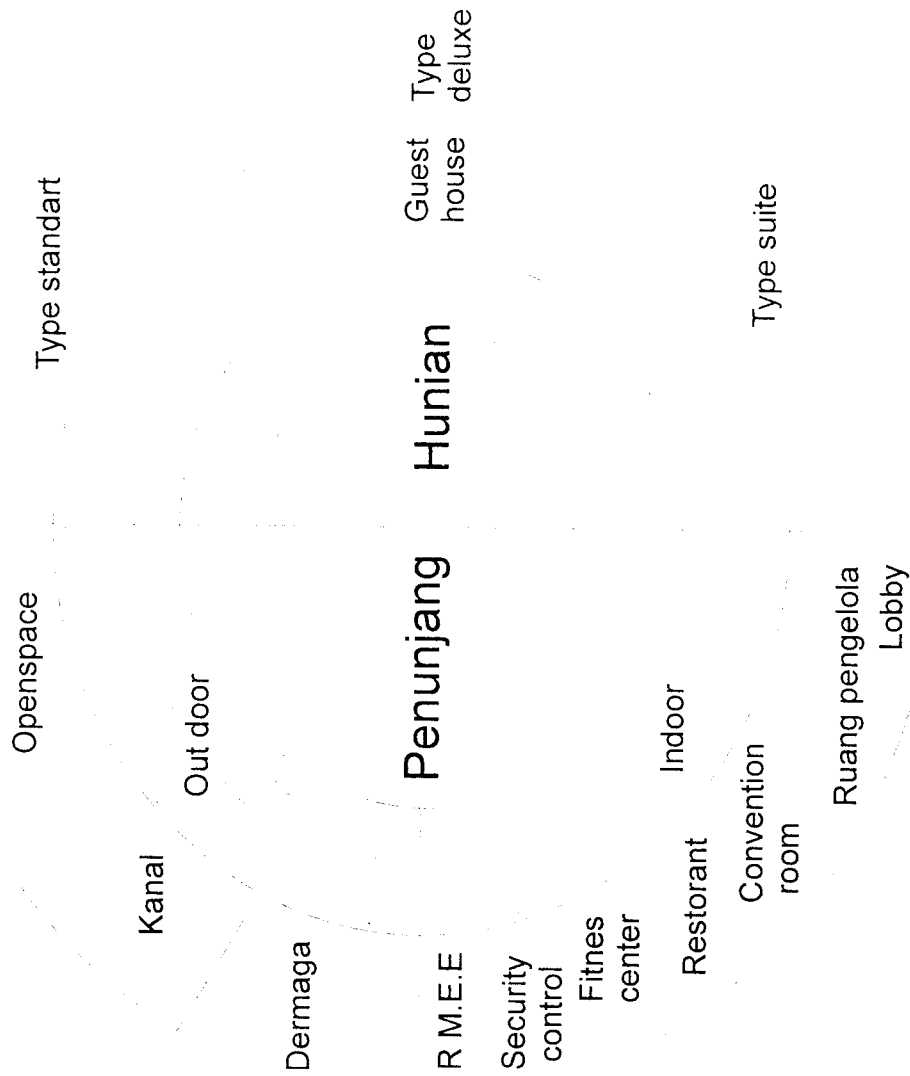 Openspace
Type standart
Kanal
Out door
Dermaga
Penunjang
Hunian
Guest
house
Type
deluxe
R M.E.E
Security
control
Fitnes
center
Indoor
Restorant
Convention
room
Type suite
Ruang pengelola
Lobby